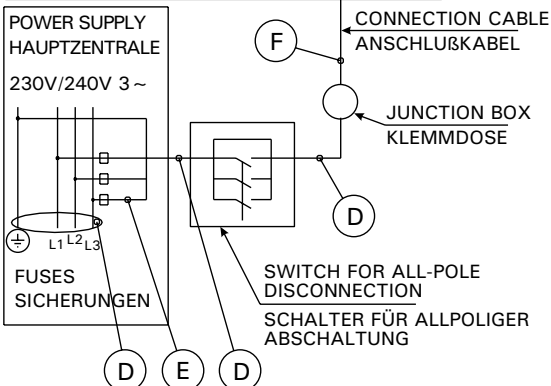 POWER SUPPLY
HAUPTZENTRALE
230V/240V 3~
L1 L2 L3
FUSES
SICHERUNGEN
CONNECTION CABLE
ANSCHLUßKABEL
F
JUNCTION BOX
KLEMMDOSE
D
SWITCH FOR ALL-POLE
DISCONNECTION
SCHALTER FÜR ALLPOLIGER
ABSCHALTUNG
D E D